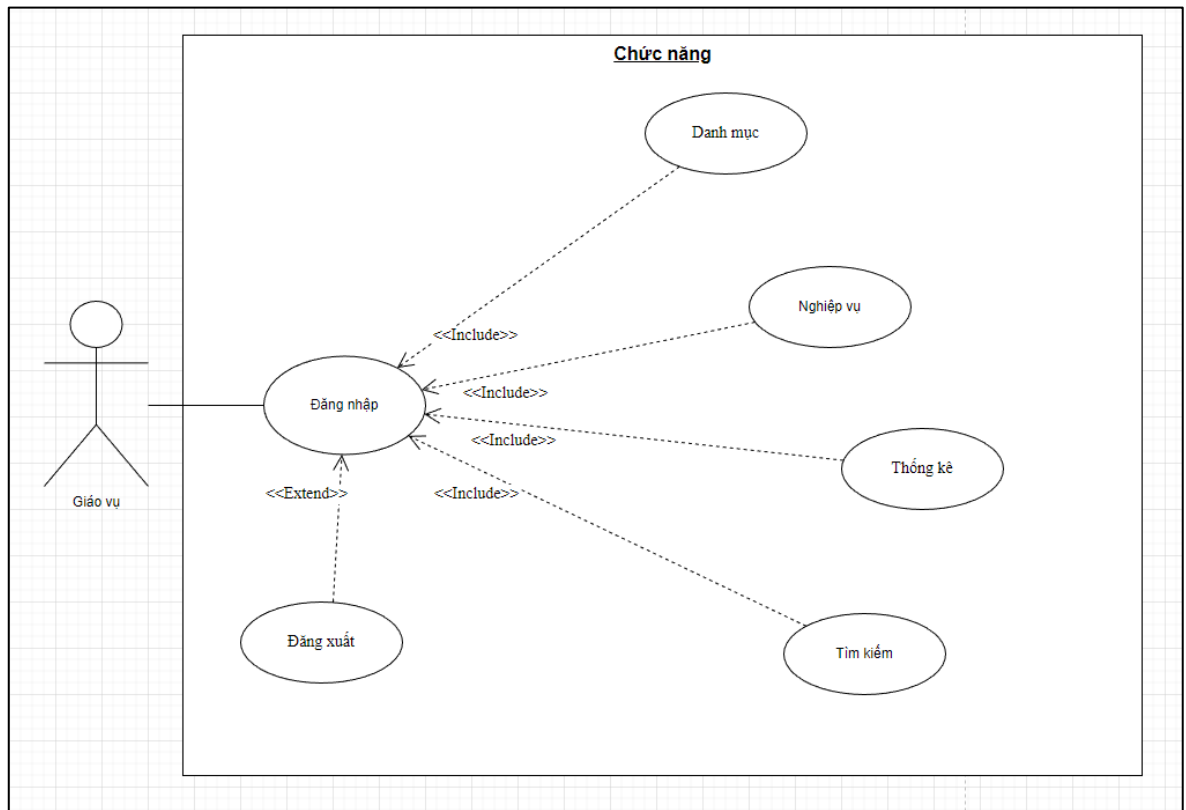 Chức năng
Danh mục
Nghiệp vụ
<<Include>>
<<Include>>
Đăng nhập
<<Include>>
Thống kê
<<Extend>>
<<Include>>
Giáo vụ
Đăng xuất
Tìm kiếm